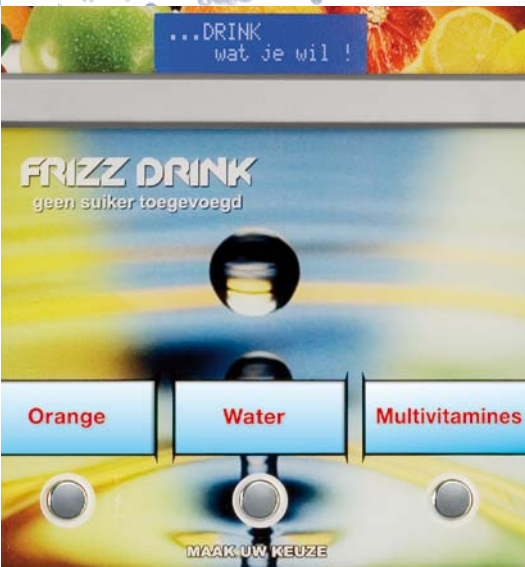 ...DRINK
wat je wil !
FRIZZ DRINK
geen suiker toegevoegd
Orange
Water
Multivitamines
MAAK UW KEUZE